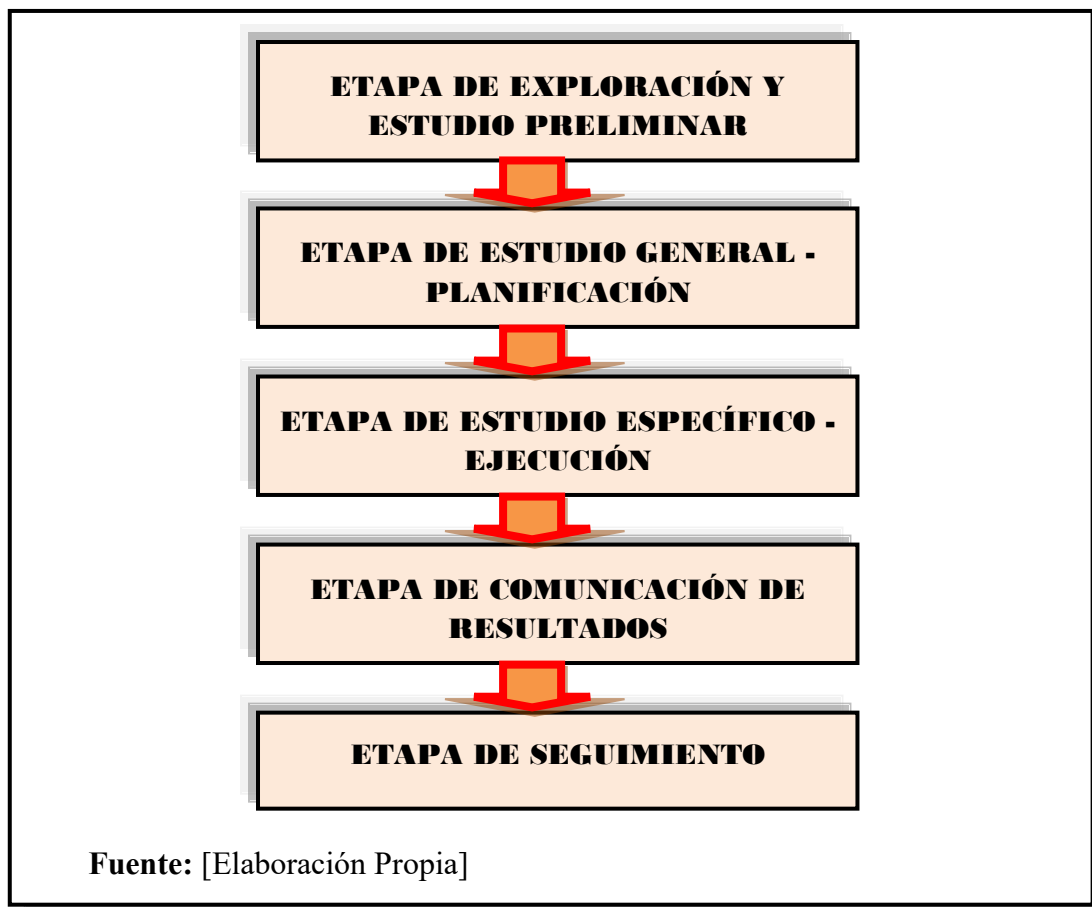 ETAPA DE EXPLORACIÓN Y
ESTUDIO PRELIMINAR
ETAPA DE ESTUDIO GENERAL -
PLANIFICACIÓN
ETAPA DE ESTUDIO ESPECÍFICO -
EJECUCIÓN
ETAPA DE COMUNICACIÓN DE
RESULTADOS
ETAPA DE SEGUIMIENTO
Fuente: [Elaboración Propia]